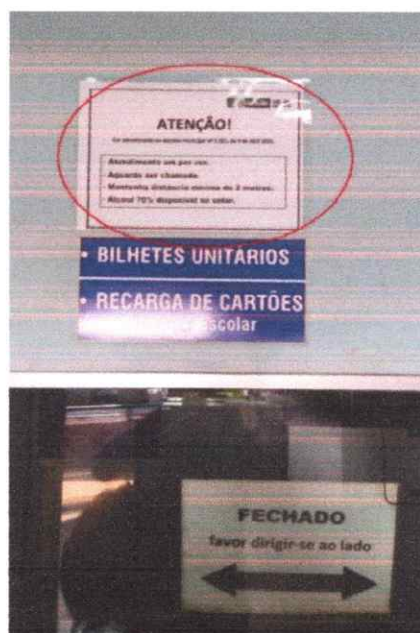 ATENÇÃO!
Atendimento um por vez.
Aguarde ser chamado.
Mantenha distância mínima de 2 metros.
Álcool 70% disponível no setor.
• BILHETES UNITÁRIOS
• RECARGA DE CARTÕES
escolar
FECHADO
favor dirigir-se ao lado